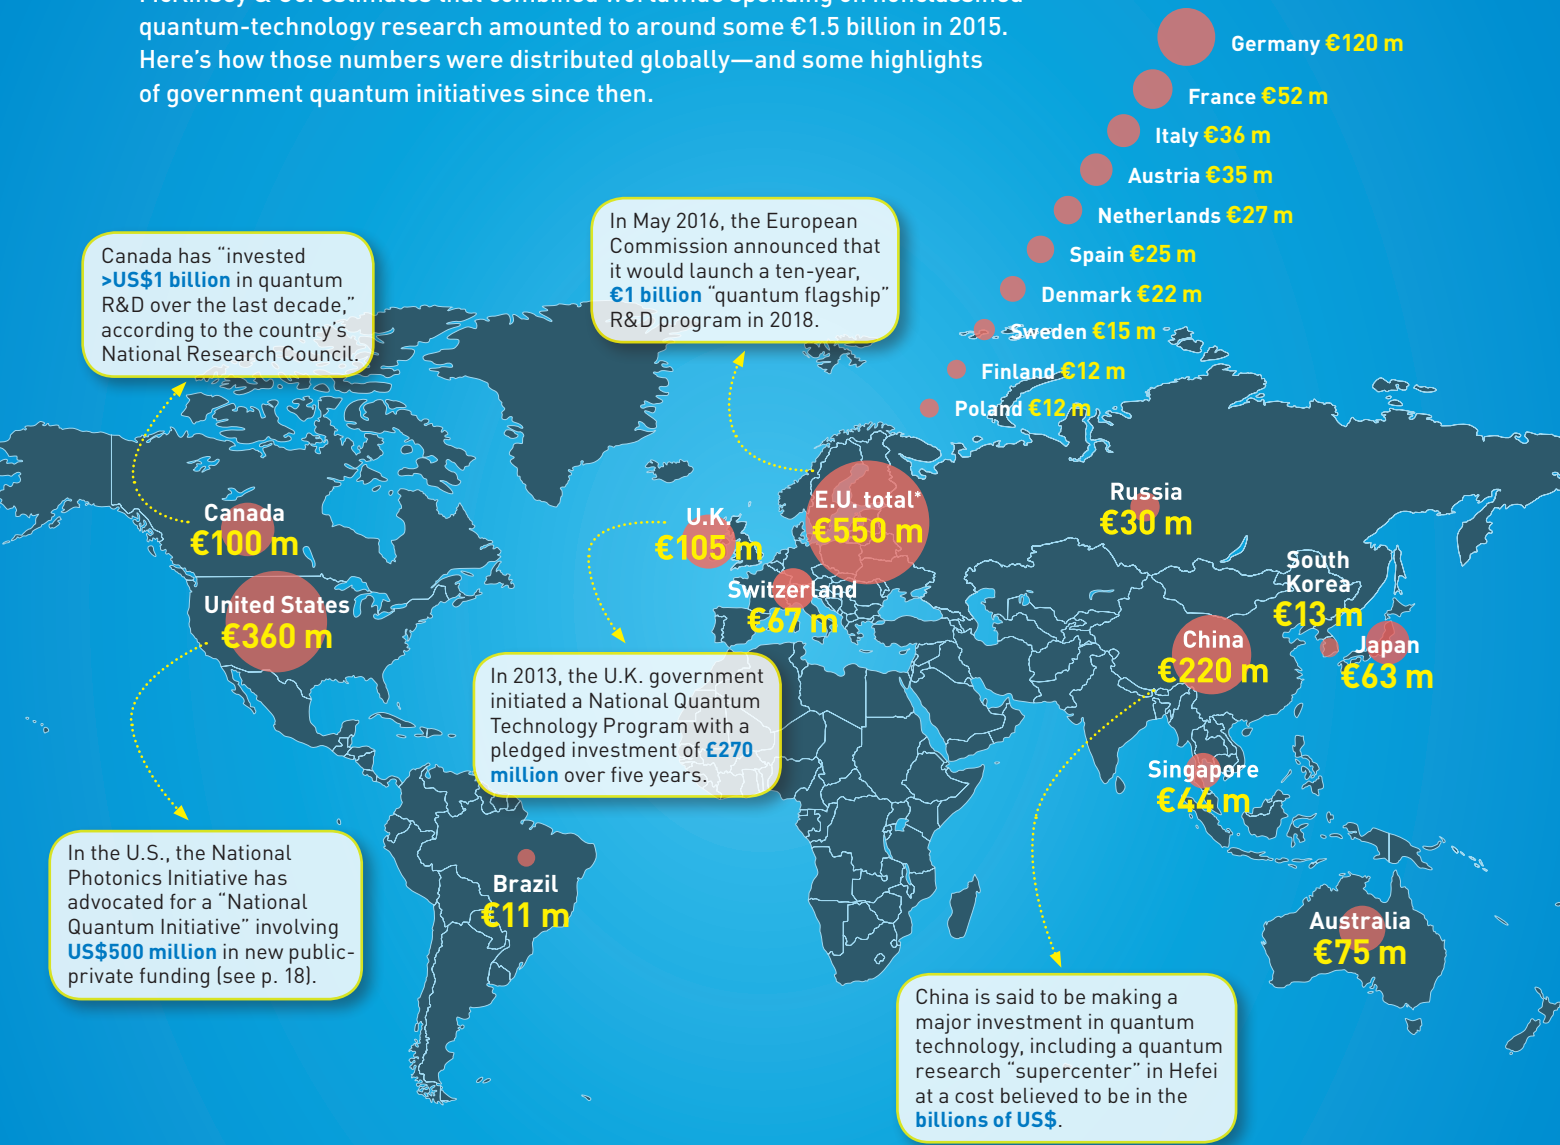 quantum-technology research amounted to around some €1.5 billion in 2015.
Here’s how those numbers were distributed globally—and some highlights
of government quantum initiatives since then.
Germany €120 m
France €52 m
Italy €36 m
Austria €35 m
Netherlands €27 m
Spain €25 m
Denmark €22 m
Sweden €15 m
Finland €12 m
Poland €12 m
Canada has “invested
>US$1 billion in quantum
R&D over the last decade,”
according to the country’s
National Research Council.
In May 2016, the European
Commission announced that
it would launch a ten-year,
€1 billion “quantum flagship”
R&D program in 2018.
Canada
€100 m
United States
€360 m
U.K.
€105 m
E.U. total*
€550 m
Switzerland
€67 m
Russia
€30 m
South
Korea
€13 m
China
€220 m
Japan
€63 m
Singapore
€44 m
In 2013, the U.K. government
initiated a National Quantum
Technology Program with a
pledged investment of £270
million over five years.
In the U.S., the National
Photonics Initiative has
advocated for a “National
Quantum Initiative” involving
US$500 million in new public-
private funding (see p. 18).
Brazil
€11 m
Australia
€75 m
China is said to be making a
major investment in quantum
technology, including a quantum
research “supercenter” in Hefei
at a cost believed to be in the
billions of US$.